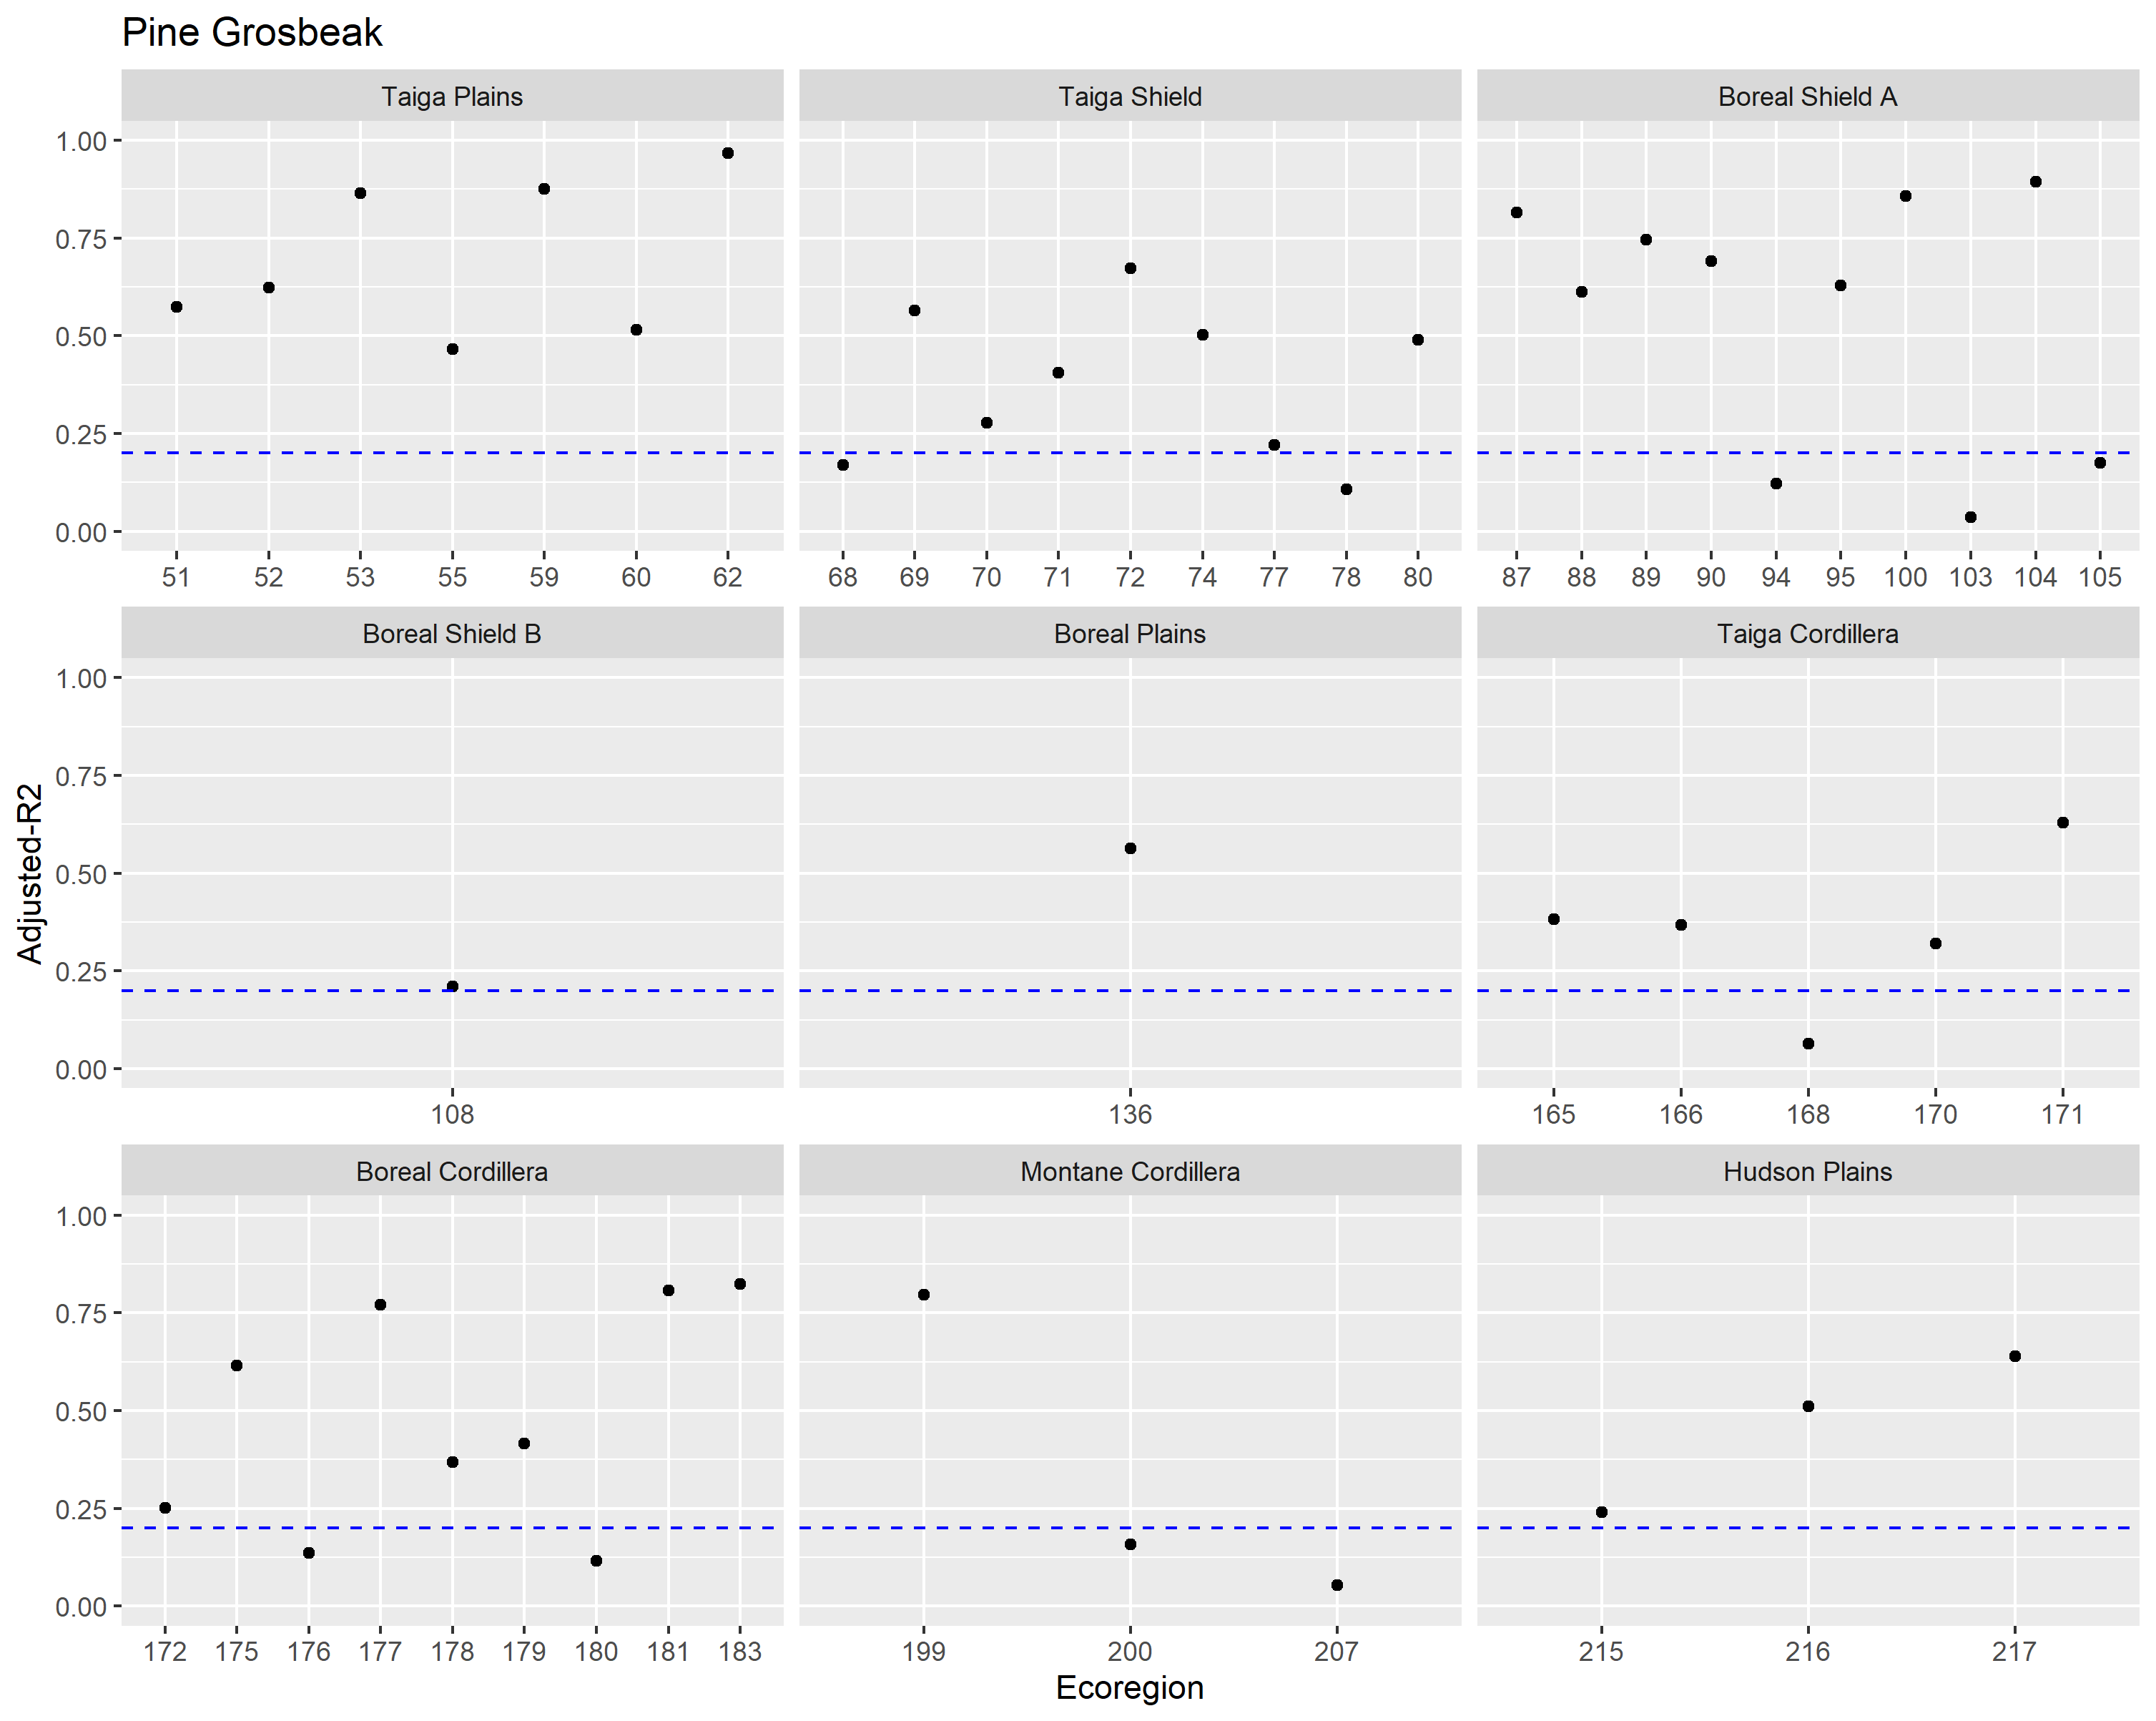 Pine Grosbeak
Taiga Plains
Taiga Shield
Boreal Shield A
1.00
0.75
0.50
0.25
0.00
51 52 53 55 59 60 62
68 69 70 71 72 74 77 78 80
87 88 89 90 94 95 100 103 104 105
Boreal Shield B
Boreal Plains
Taiga Cordillera
1.00
0.75
0.50
0.25
0.00
108
136
165 166 168 170 171
Adjusted-R2
Boreal Cordillera
Montane Cordillera
Hudson Plains
1.00
0.75
0.50
0.25
0.00
172 175 176 177 178 179 180 181 183
199 200 207
215 216 217
Ecoregion